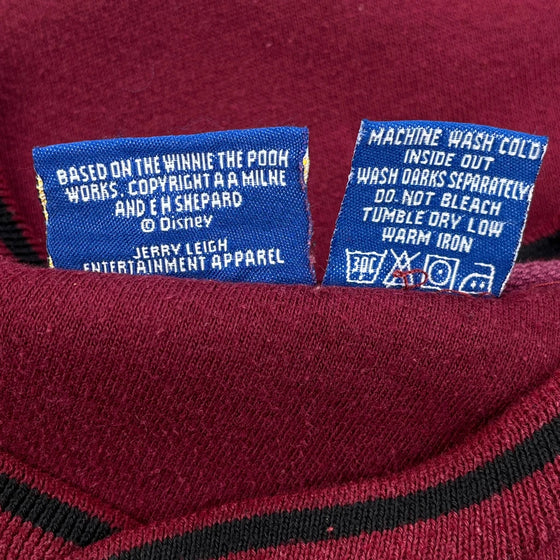 BASED ON THE WINNIE THE POOH
WORKS. COPYRIGHT A A MILNE
AND E H SHEPARD
© Disney
JERRY LEIGH
ENTERTAINMENT APPAREL
MACHINE WASH COLD
INSIDE OUT
WASH DARKS SEPARATELY
DO NOT BLEACH
TUMBLE DRY LOW
WARM IRON